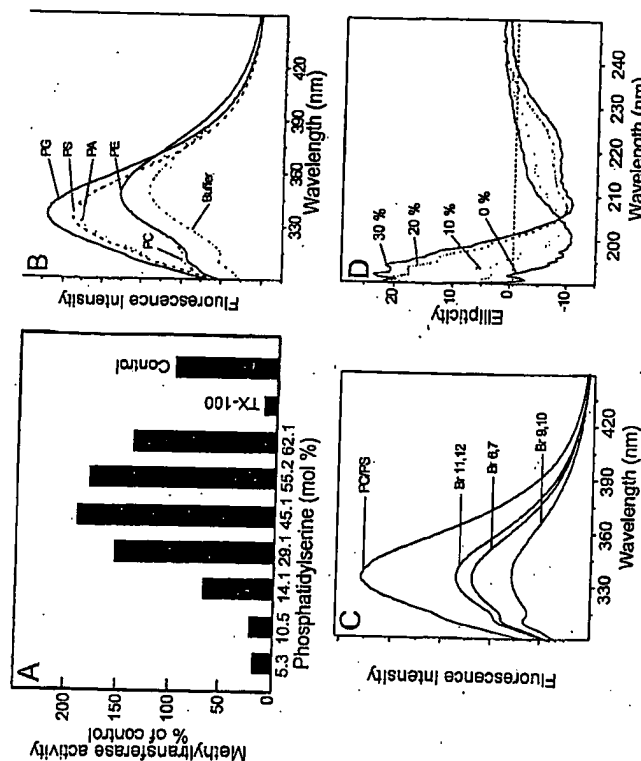 A
Methyltransferase activity
% of control
200
150
100
50
0
5.3 10.5 14.1 29.1 45.1 55.2 62.1
TX-100
Control
Phosphatidylserine (mol %)
B
Fluorescence Intensity
PG
PS
PA
PE
PC
Buffer
330 360 390 420
Wavelength (nm)
C
Fluorescence Intensity
PC/PS
Br 11,12
Br 6,7
Br 9,10
330 360 390 420
Wavelength (nm)
D
Ellipticity
20
10
0
-10
30 %
20 %
10 %
0 %
200 210 220 230 240
Wavelength (nm)